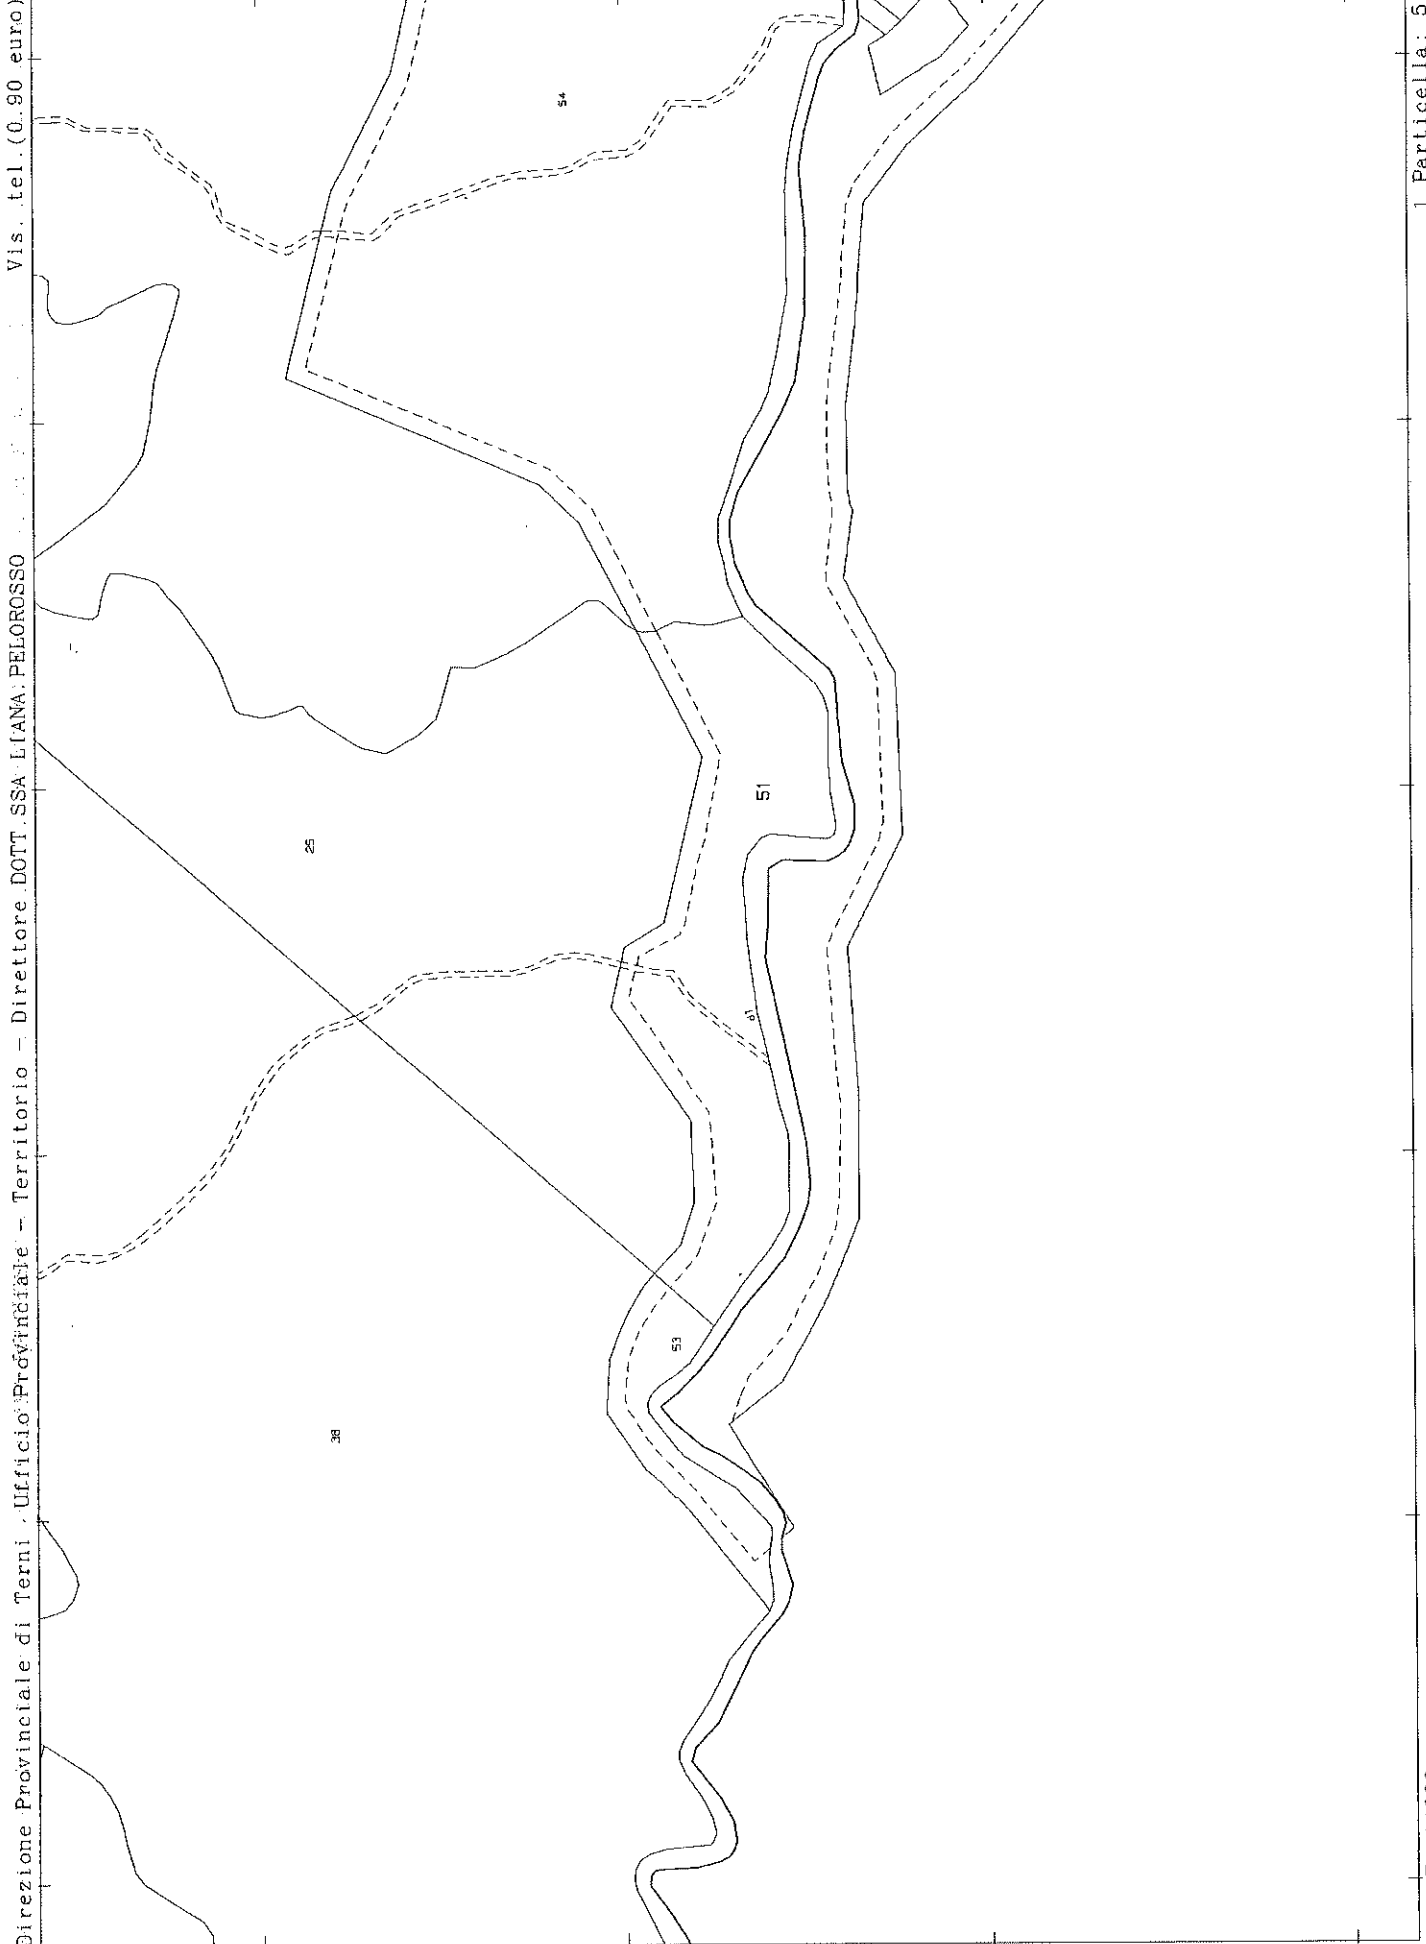 Direzione Provinciale di Terni Ufficio Provinciale - Territorio - Direttore DOTT.SSA LIANA PELOROSSO
Vis. tel. (0.90 euro)
54
25
51
61
53
38
1 Particella: 5